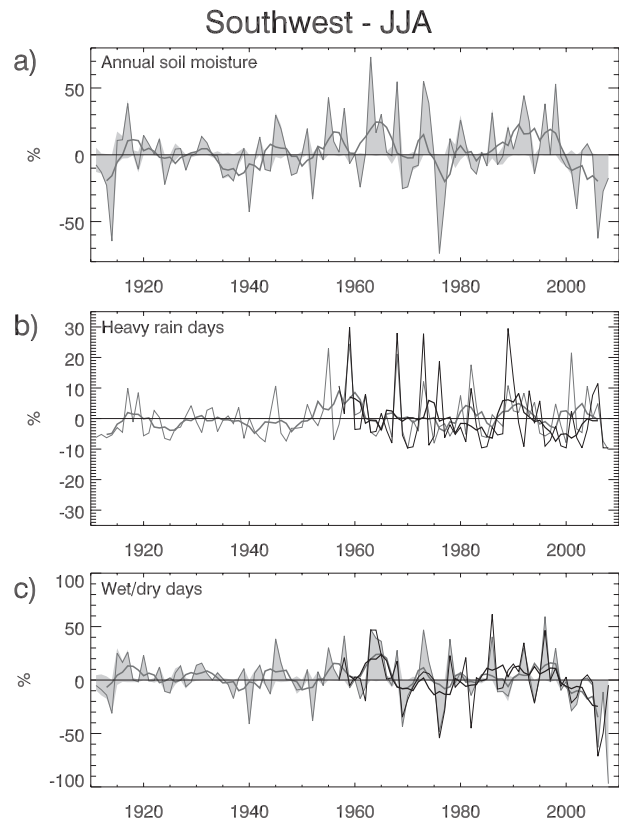 Southwest - JJA
a)
Annual soil moisture
50
0
-50
%
1920 1940 1960 1980 2000
b)
Heavy rain days
30
20
10
0
-10
-20
-30
%
1920 1940 1960 1980 2000
c)
Wet/dry days
100
50
0
-50
-100
%
1920 1940 1960 1980 2000